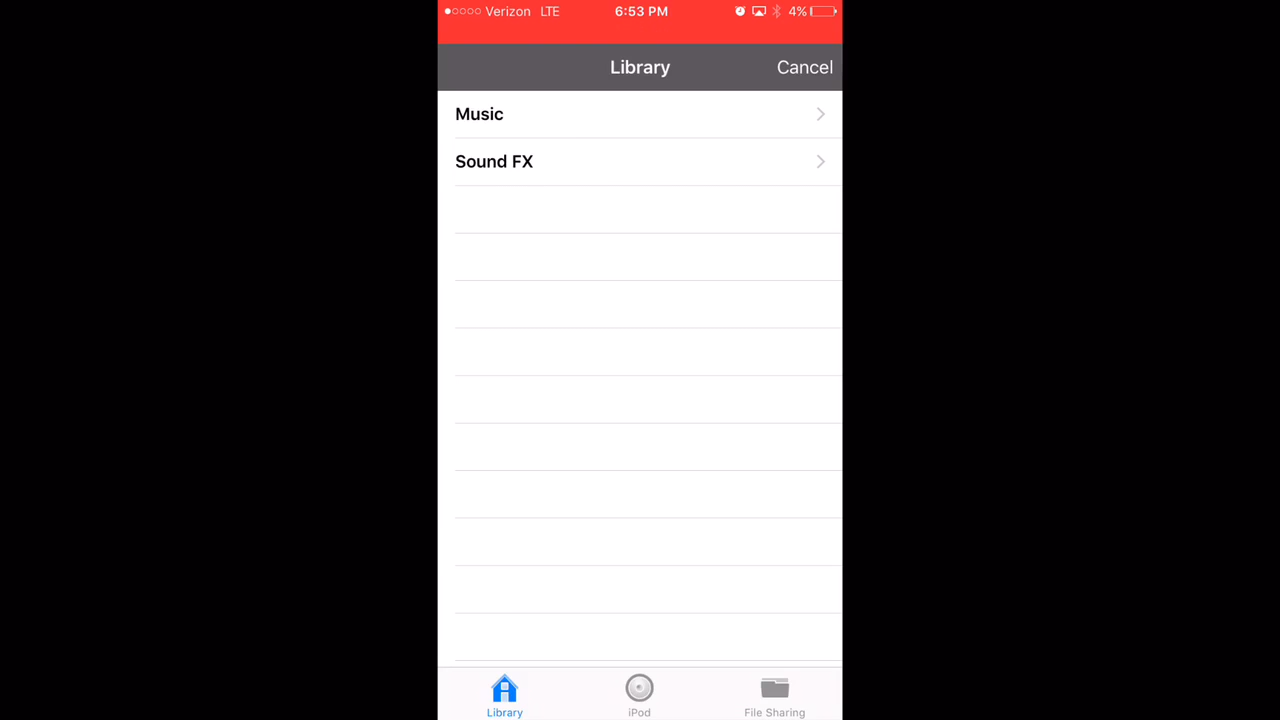 Verizon LTE 6:53 PM 4%
Library Cancel
Music
Sound FX
Library iPod File Sharing